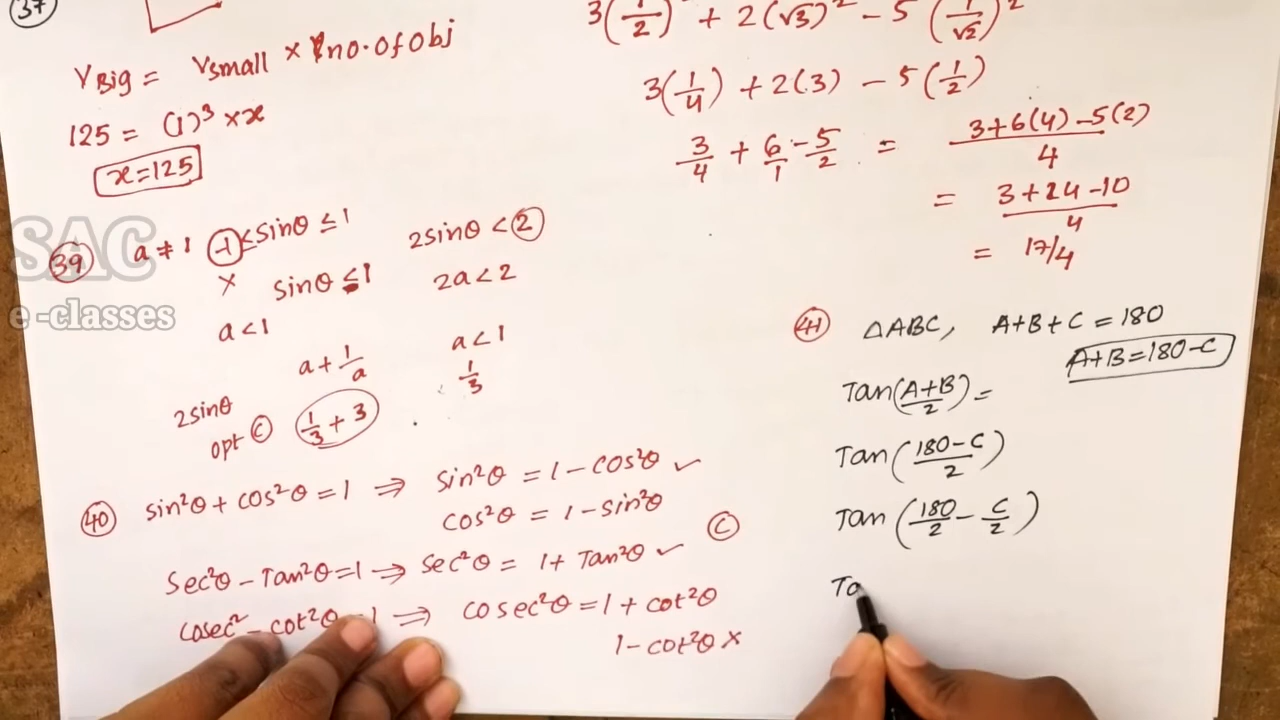 37
V Big = Vsmall × no. of obj
125 = (1)³ × x
x = 125
3(1/2)² + 2(√3)² - 5(1/√2)²
3(1/4) + 2(3) - 5(1/2)
3/4 + 6/1 - 5/2 = 3+6(4)-5(2)/4
= 3+24-10/4
= 17/4
SAC
e-classes
39 a ≠ 1 -1 ≤ sinθ ≤ 1 2sinθ < 2
× sinθ ≤ 1 2a < 2
a < 1 a < 1
a + 1/a 1/3
2sinθ
opt C 1/3 + 3
40 sin²θ + cos²θ = 1 ⇒ sin²θ = 1 - cos²θ ✓
cos²θ = 1 - sin²θ
C
Sec²θ - Tan²θ = 1 → sec²θ = 1 + Tan²θ ✓
cosec² - cot²θ = 1 ⇒ cosec²θ = 1 + cot²θ
1 - cot²θ ×
41 △ABC, A+B+C = 180
A+B = 180-C
Tan(A+B/2) =
Tan(180-C/2)
Tan(180/2 - C/2)
Ta